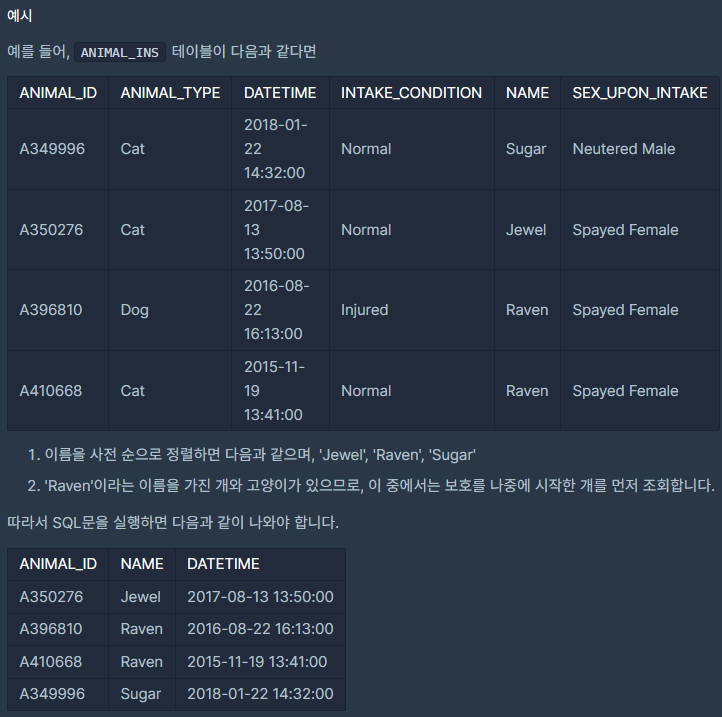 예시
예를 들어, ANIMAL_INS 테이블이 다음과 같다면
ANIMAL_ID ANIMAL_TYPE DATETIME INTAKE_CONDITION NAME SEX_UPON_INTAKE
A349996 Cat 2018-01-22 14:32:00 Normal Sugar Neutered Male
A350276 Cat 2017-08-13 13:50:00 Normal Jewel Spayed Female
A396810 Dog 2016-08-22 16:13:00 Injured Raven Spayed Female
A410668 Cat 2015-11-19 13:41:00 Normal Raven Spayed Female
1. 이름을 사전 순으로 정렬하면 다음과 같으며, 'Jewel', 'Raven', 'Sugar'
2. 'Raven'이라는 이름을 가진 개와 고양이가 있으므로, 이 중에서는 보호를 나중에 시작한 개를 먼저 조회합니다.
따라서 SQL문을 실행하면 다음과 같이 나와야 합니다.
ANIMAL_ID NAME DATETIME
A350276 Jewel 2017-08-13 13:50:00
A396810 Raven 2016-08-22 16:13:00
A410668 Raven 2015-11-19 13:41:00
A349996 Sugar 2018-01-22 14:32:00